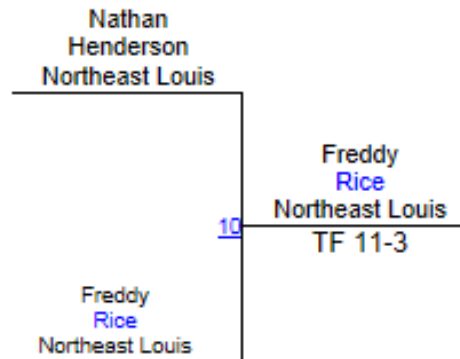 Nathan
Henderson
Northeast Louis
Freddy
Rice
Northeast Louis
10
TF 11-3
Freddy
Rice
Northeast Louis